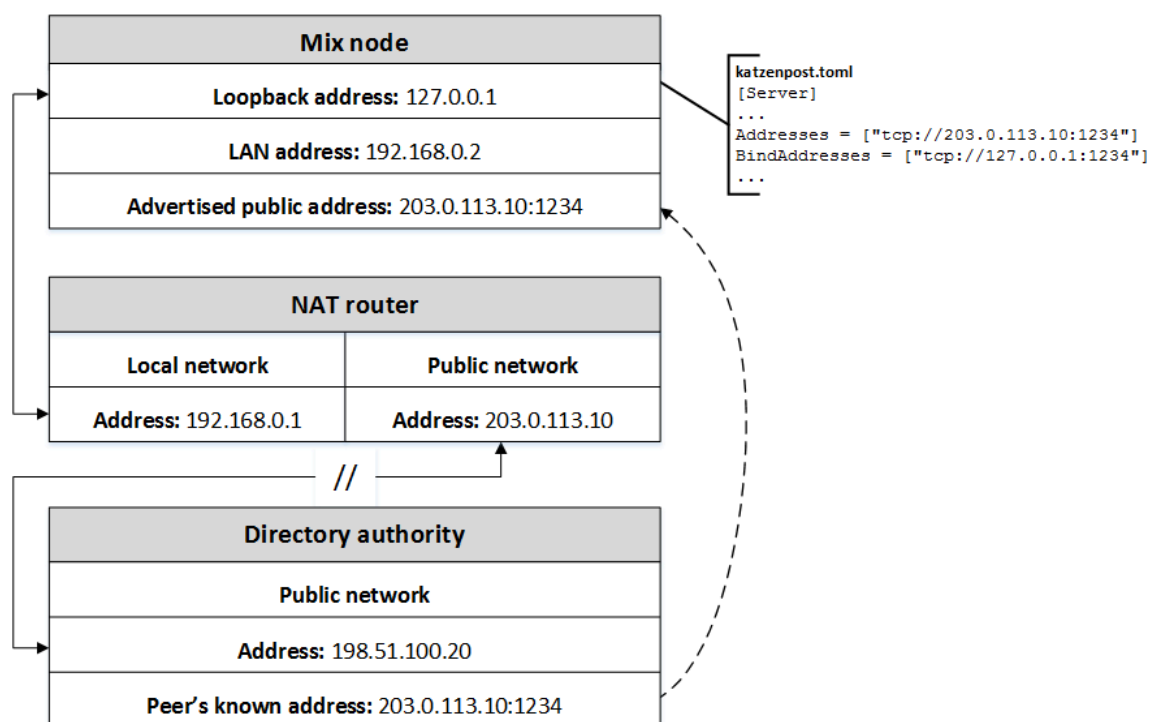 Mix node
Loopback address: 127.0.0.1
LAN address: 192.168.0.2
Advertised public address: 203.0.113.10:1234
katzenpost.toml
[Server]
...
Addresses = ["tcp://203.0.113.10:1234"]
BindAddresses = ["tcp://127.0.0.1:1234"]
...
NAT router
Local network
Public network
Address: 192.168.0.1
Address: 203.0.113.10
//
Directory authority
Public network
Address: 198.51.100.20
Peer’s known address: 203.0.113.10:1234